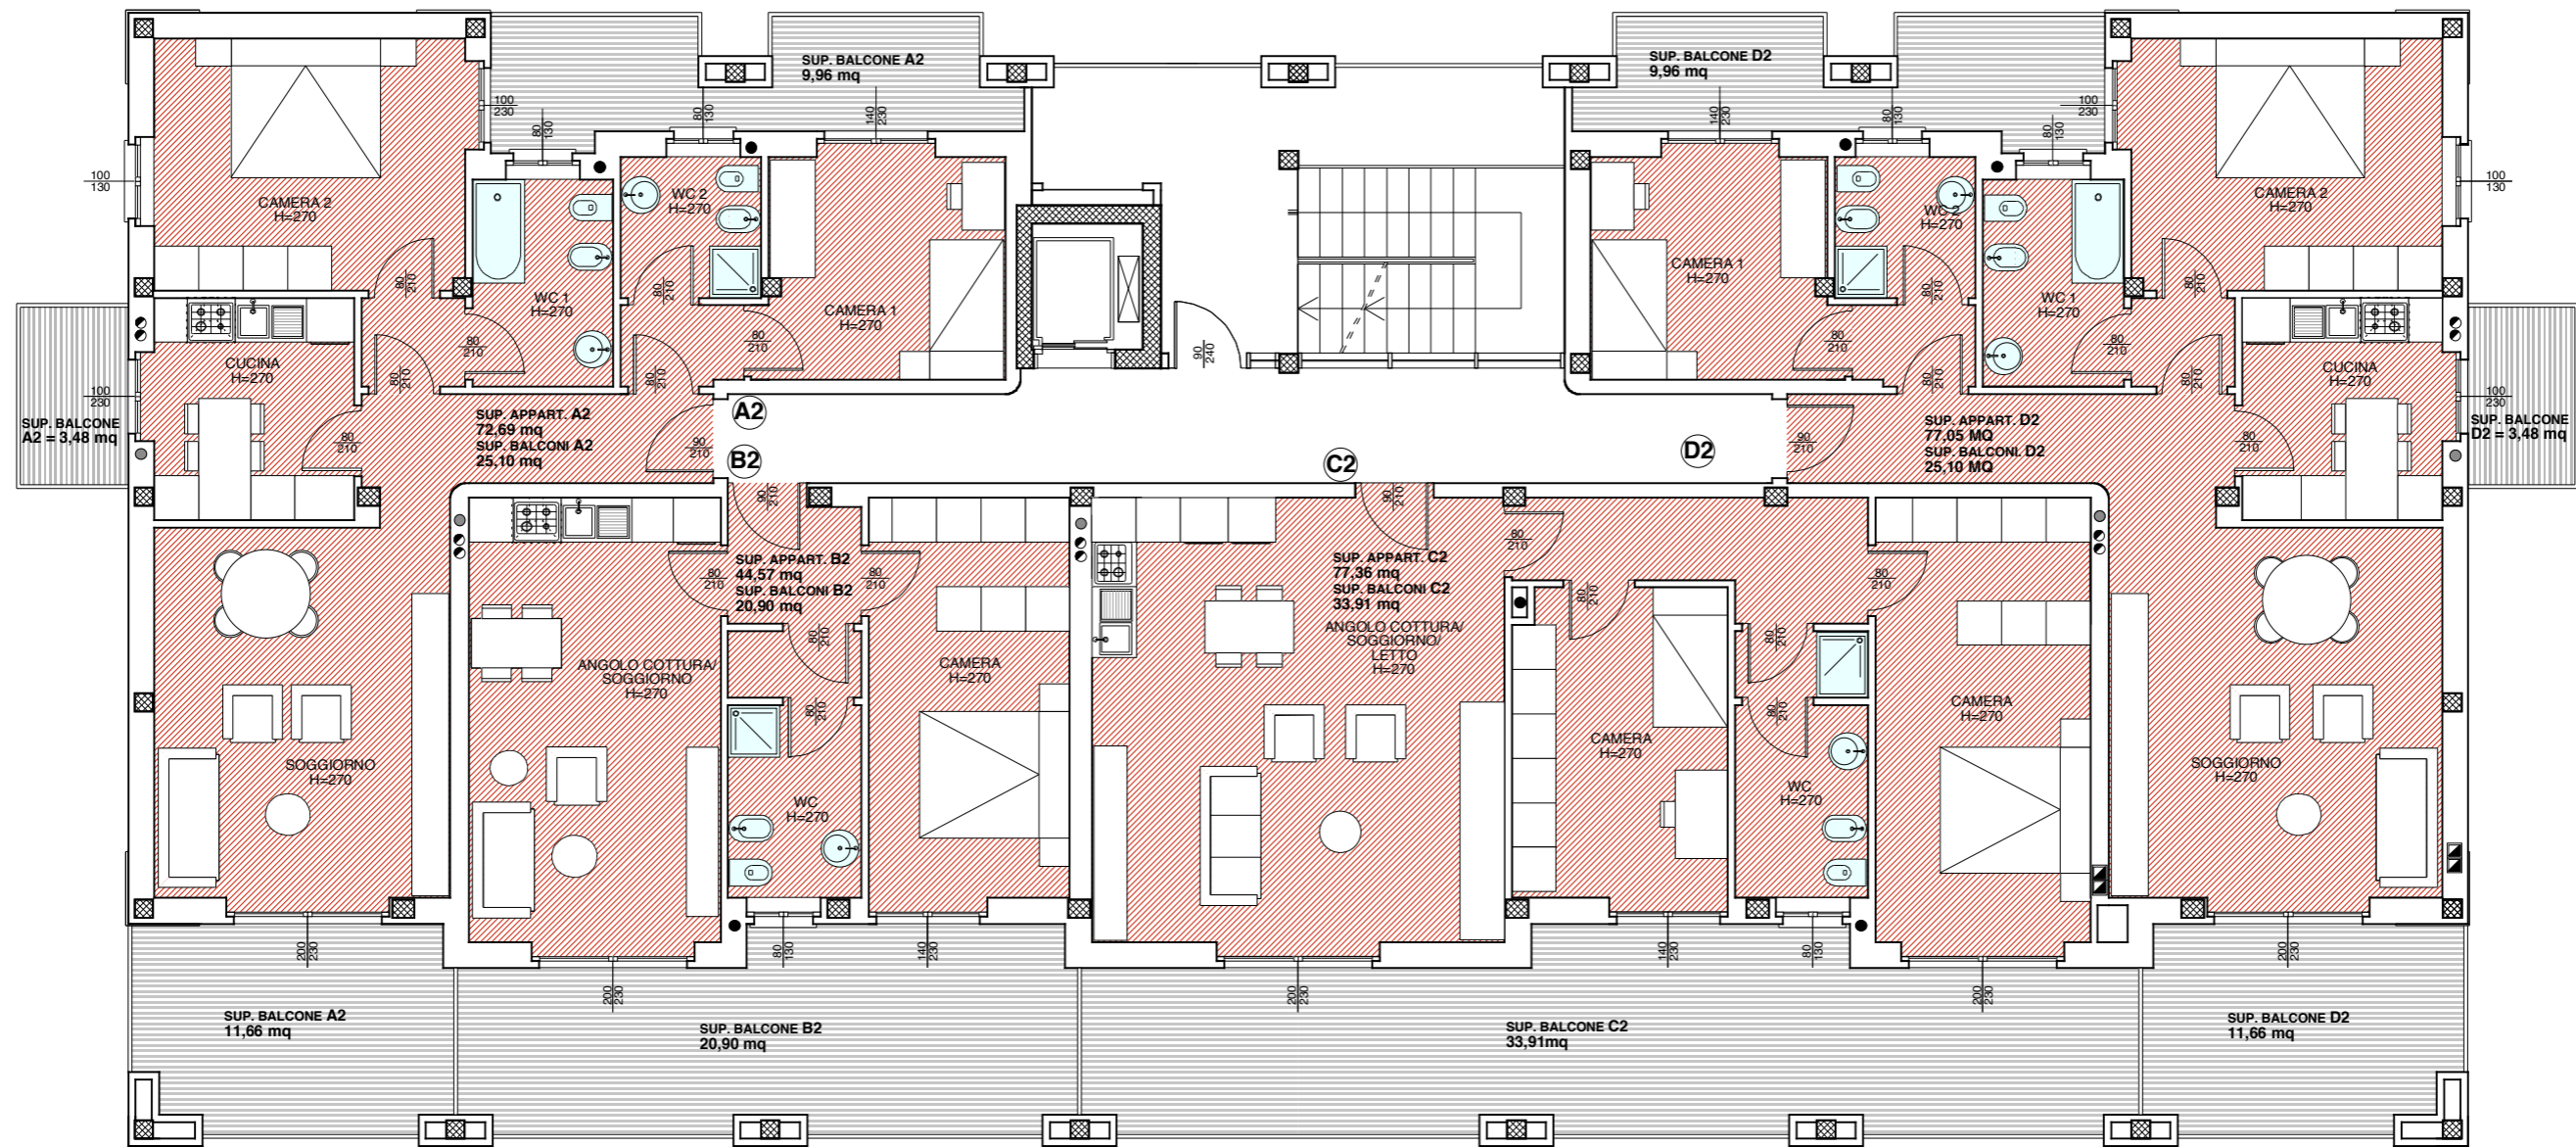 SUP. BALCONE A2
9,96 mq
SUP. BALCONE D2
9,96 mq
100
230
80
130
80
130
140
230
140
230
80
130
80
130
100
230
100
130
100
130
CAMERA 2
H=270
WC 2
H=270
WC 1
H=270
CAMERA 1
H=270
CAMERA 1
H=270
WC 2
H=270
WC 1
H=270
CAMERA 2
H=270
80
210
80
210
80
210
80
210
80
210
80
210
90
240
80
210
80
210
80
210
80
210
80
210
80
210
CUCINA
H=270
CUCINA
H=270
100
230
100
230
SUP. BALCONE
A2 = 3,48 mq
SUP. BALCONE
D2 = 3,48 mq
SUP. APPART. A2
72,69 mq
SUP. BALCONI A2
25,10 mq
A2
B2
C2
D2
SUP. APPART. D2
77,05 MQ
SUP. BALCONI. D2
25,10 MQ
80
210
90
210
90
210
80
210
90
210
90
210
80
210
SUP. APPART. B2
44,57 mq
SUP. BALCONI B2
20,90 mq
80
210
80
210
80
210
80
210
SUP. APPART. C2
77,36 mq
SUP. BALCONI C2
33,91 mq
ANGOLO COTTURA/
SOGGIORNO/
LETTO
H=270
80
210
80
210
80
210
80
210
ANGOLO COTTURA/
SOGGIORNO
H=270
CAMERA
H=270
CAMERA
H=270
CAMERA
H=270
SOGGIORNO
H=270
SOGGIORNO
H=270
WC
H=270
WC
H=270
200
230
200
230
80
130
140
230
200
230
140
230
80
130
200
230
200
230
SUP. BALCONE A2
11,66 mq
SUP. BALCONE B2
20,90 mq
SUP. BALCONE C2
33,91mq
SUP. BALCONE D2
11,66 mq